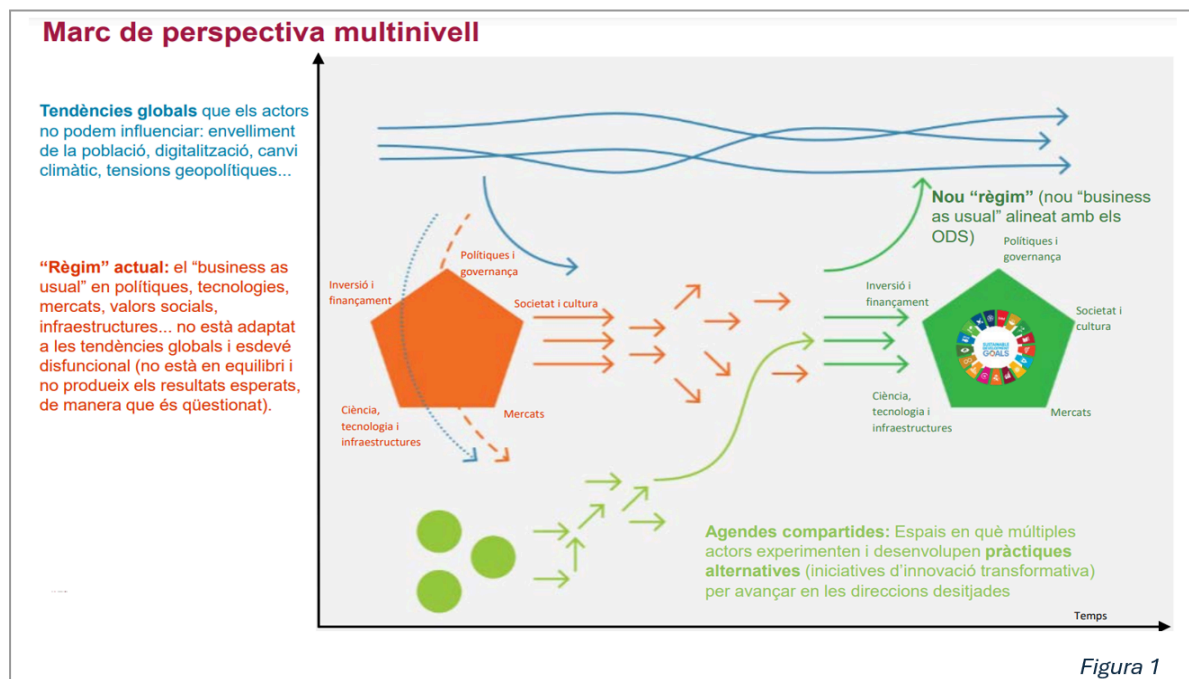 Marc de perspectiva multinivell
Tendències globals que els actors
no podem influenciar: envelliment
de la població, digitalització, canvi
climàtic, tensions geopolítiques...
"Règim" actual: el "business as
usual" en polítiques, tecnologies,
mercats, valors socials,
infraestructures... no està adaptat
a les tendències globals i esdevé
disfuncional (no està en equilibri i
no produeix els resultats esperats,
de manera que és qüestionat).
Polítiques i
governança
Inversió i
finançament
Societat i cultura
Ciència,
tecnologia i
infraestructures
Mercats
Nou "règim" (nou "business
as usual" alineat amb els
ODS)
Polítiques i
governança
Inversió i
finançament
Societat i
cultura
SUSTAINABLE
DEVELOPMENT
GOALS
Ciència,
tecnologia i
infraestructures
Mercats
Agendes compartides: Espais en què múltiples
actors experimenten i desenvolupen pràctiques
alternatives (iniciatives d'innovació transformativa)
per avançar en les direccions desitjades
Temps
Figura 1